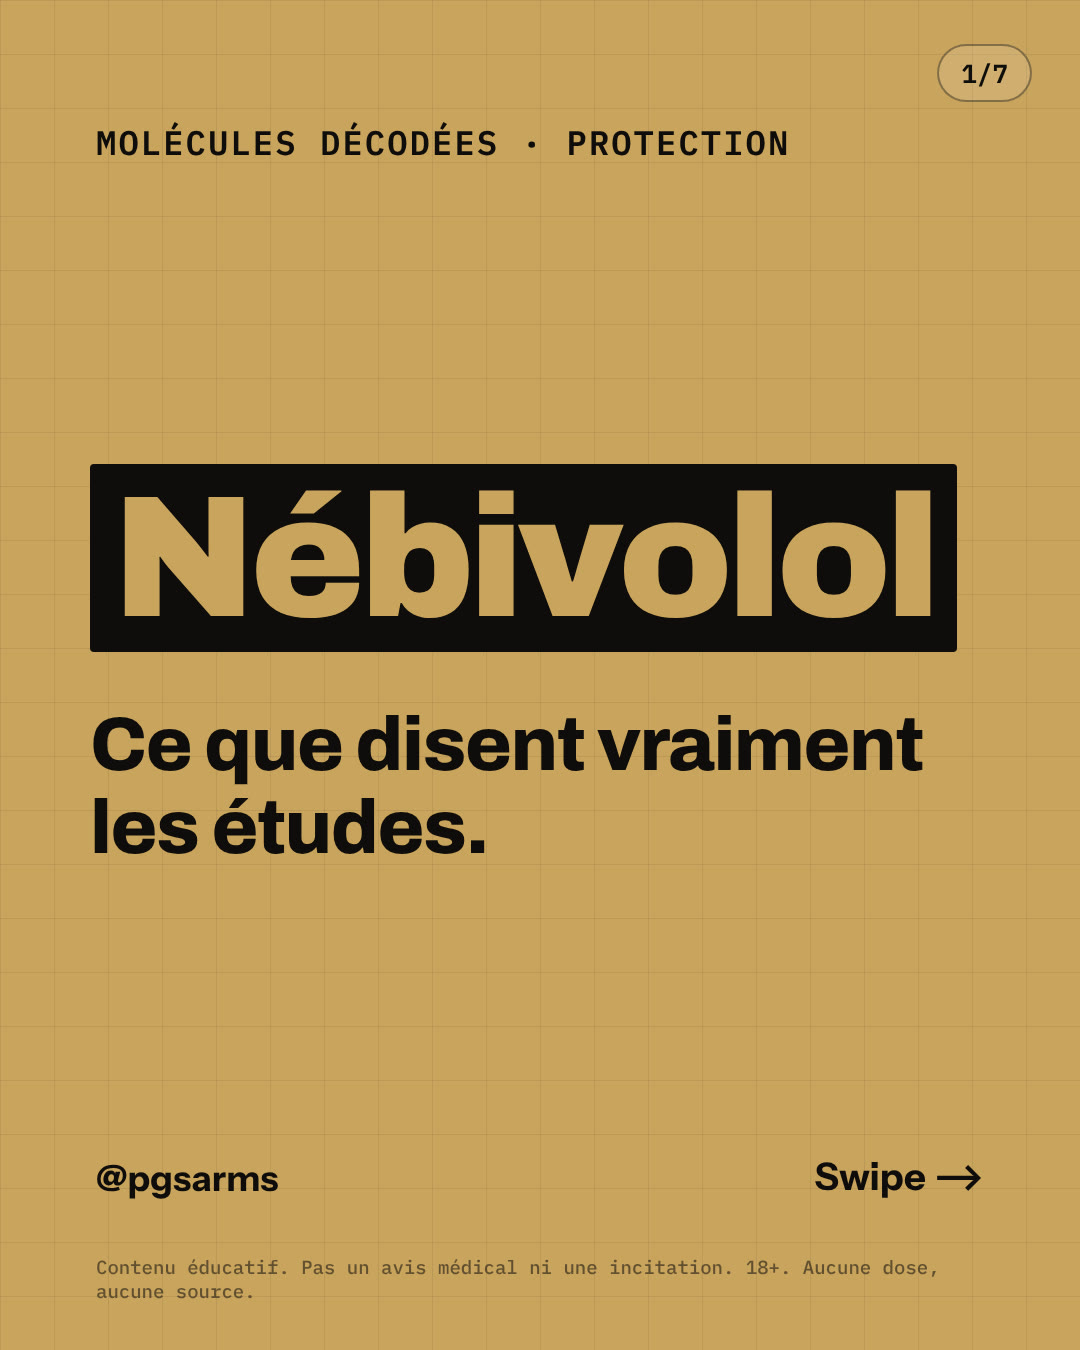 1/7
MOLÉCULES DÉCODÉES · PROTECTION
Nébivolol
Ce que disent vraiment
les études.
@pgsarms
Swipe →
Contenu éducatif. Pas un avis médical ni une incitation. 18+. Aucune dose,
aucune source.